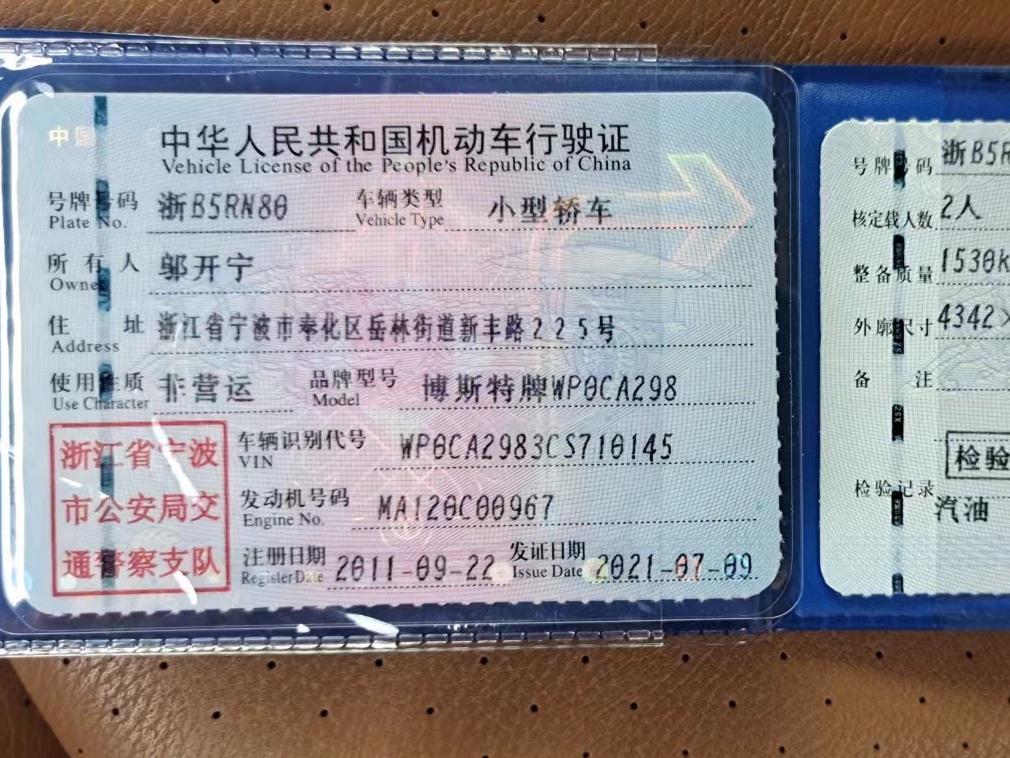 中国
中华人民共和国机动车行驶证
Vehicle License of the People's Republic of China
号牌号码 浙B5RN80 车辆类型 小型轿车
Plate No. Vehicle Type
所有人 邬开宁
Owner
住址 浙江省宁波市奉化区岳林街道新丰路225号
Address
使用性质 非营运 品牌型号 博斯特牌WP0CA298
Use Character Model
浙江省宁波
市公安局交
通警察支队
车辆识别代号 WP0CA2983CS710145
VIN
发动机号码 MA120C00967
Engine No.
注册日期 2011-09-22 发证日期 2021-07-09
Register Date Issue Date
号牌号码 浙B5R
核定载人数 2人
整备质量 1530k
外廓尺寸 4342×
备注
检验
检验记录
汽油